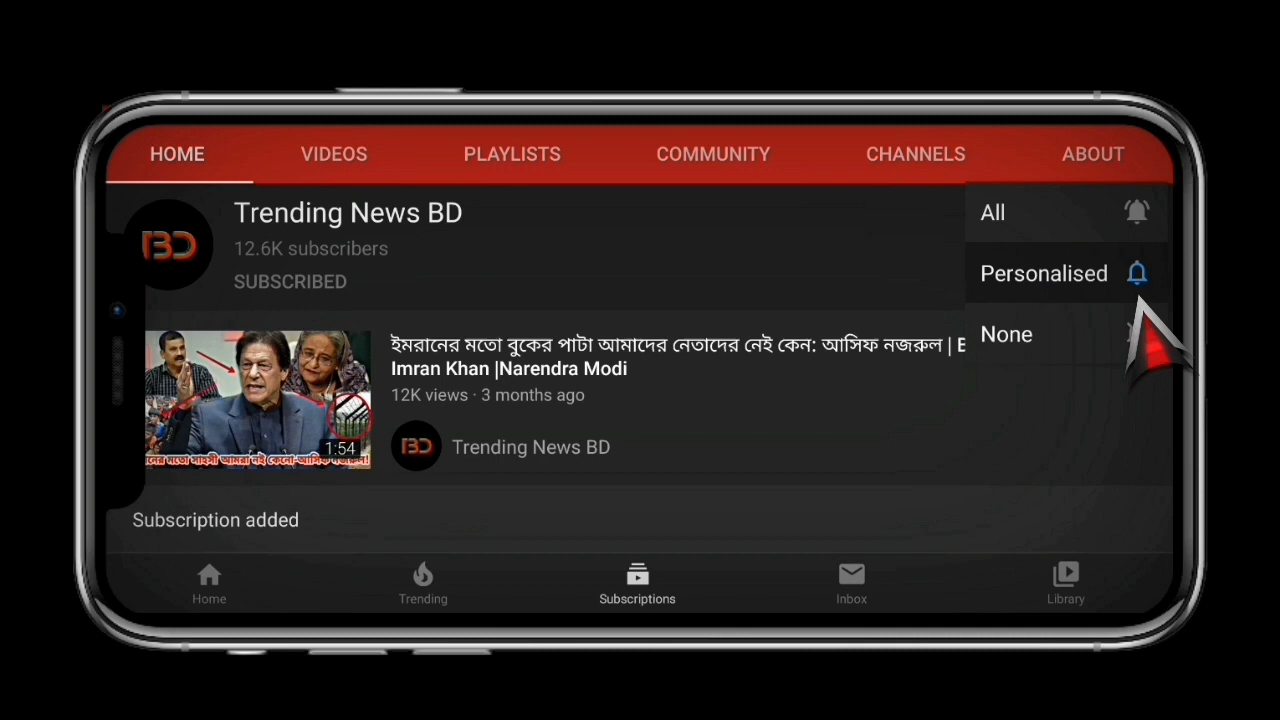 HOME VIDEOS PLAYLISTS COMMUNITY CHANNELS ABOUT
Trending News BD
12.6K subscribers
SUBSCRIBED
All
Personalised
None
BD
ইমরানের মতো বুকের পাটা আমাদের নেতাদের নেই কেন: আসিফ নজরুল | E
Imran Khan |Narendra Modi
12K views · 3 months ago
BD
Trending News BD
1:54
Subscription added
Home Trending Subscriptions Inbox Library